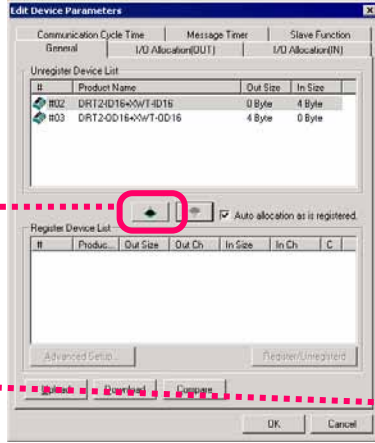 Edit Device Parameters
Communication Cycle Time Message Timer Slave Function
General I/O Allocation(OUT) I/O Allocation(IN)
Unregister Device List
# Product Name Out Size In Size
#02 DRT2-ID16+XWT-ID16 0 Byte 4 Byte
#03 DRT2-OD16+XWT-OD16 4 Byte 0 Byte
Auto allocation as is registered.
Register Device List
# Produc... Out Size Out Ch In Size In Ch C
Advanced Setup... Register/Unregisterd
Upload Download Compare
OK Cancel